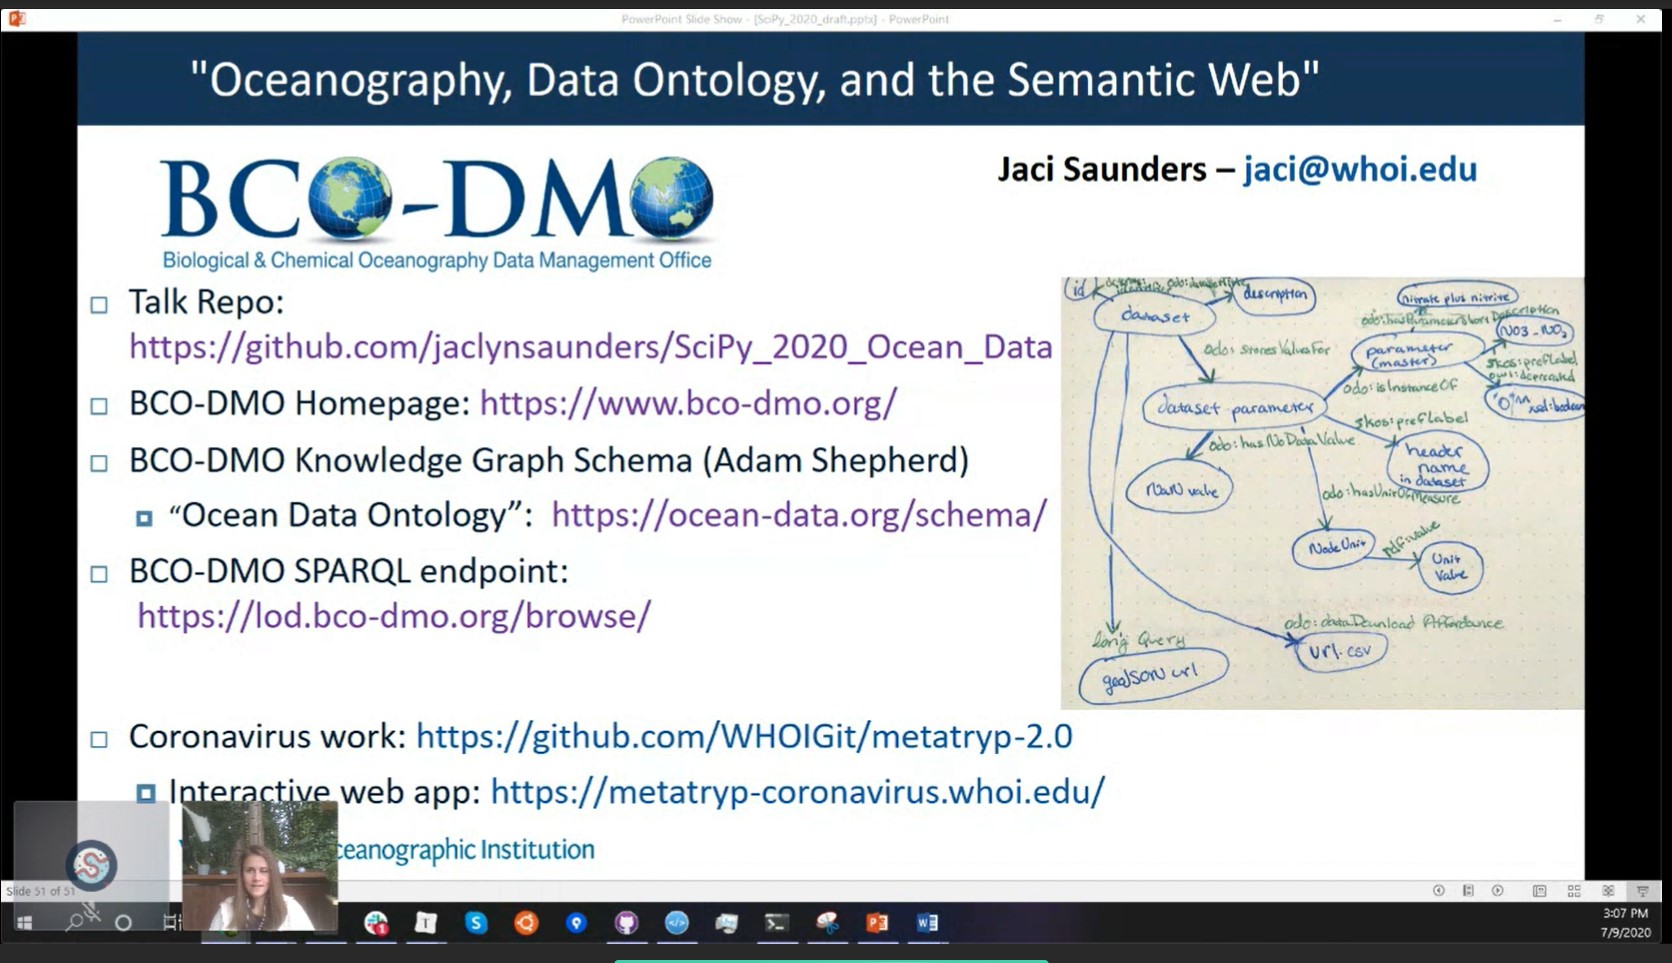 PowerPoint Slide Show - [SciPy_2020_draft.pptx] - PowerPoint
"Oceanography, Data Ontology, and the Semantic Web"
BCO-DMO
Biological & Chemical Oceanography Data Management Office
Jaci Saunders – jaci@whoi.edu
Talk Repo:
https://github.com/jaclynsaunders/SciPy_2020_Ocean_Data
BCO-DMO Homepage: https://www.bco-dmo.org/
BCO-DMO Knowledge Graph Schema (Adam Shepherd)
“Ocean Data Ontology”: https://ocean-data.org/schema/
BCO-DMO SPARQL endpoint:
https://lod.bco-dmo.org/browse/
Coronavirus work: https://github.com/WHOIGit/metatryp-2.0
Interactive web app: https://metatryp-coronavirus.whoi.edu/
ceanographic Institution
id
description
dataset
nitrate plus nitrite
odo:hasParameterShortDescription
NO3-NO2
parameter
(master)
skos:prefLabel
owl:deprecated
odo:storesValuesFor
odo:isInstanceOf
dataset parameter
skos:prefLabel
odo:hasNoDataValue
header
name
in dataset
NaN value
odo:hasUnitOfMeasure
Node Unit
rdf:value
Unit
Value
odo:dataDownload Affordance
url.csv
long Query
geoJSON url
Slide 51 of 51
3:07 PM
7/9/2020